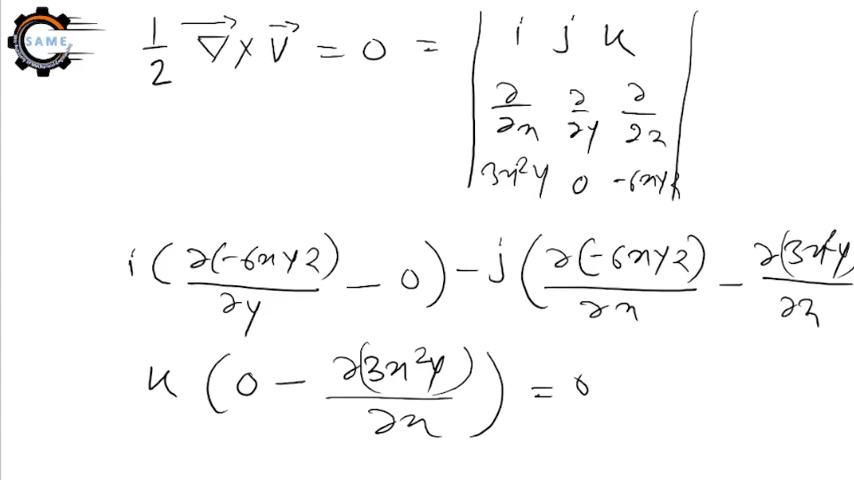 SAME
1/2 ∇ × V = 0 = | i j k |
∂/∂x ∂/∂y ∂/∂z
3x²y 0 -6xyz
i ( ∂(-6xyz)/∂y - 0 ) - j ( ∂(-6xyz)/∂x - ∂(3x²y)/∂z
k ( 0 - ∂(3x²y)/∂x ) = 0